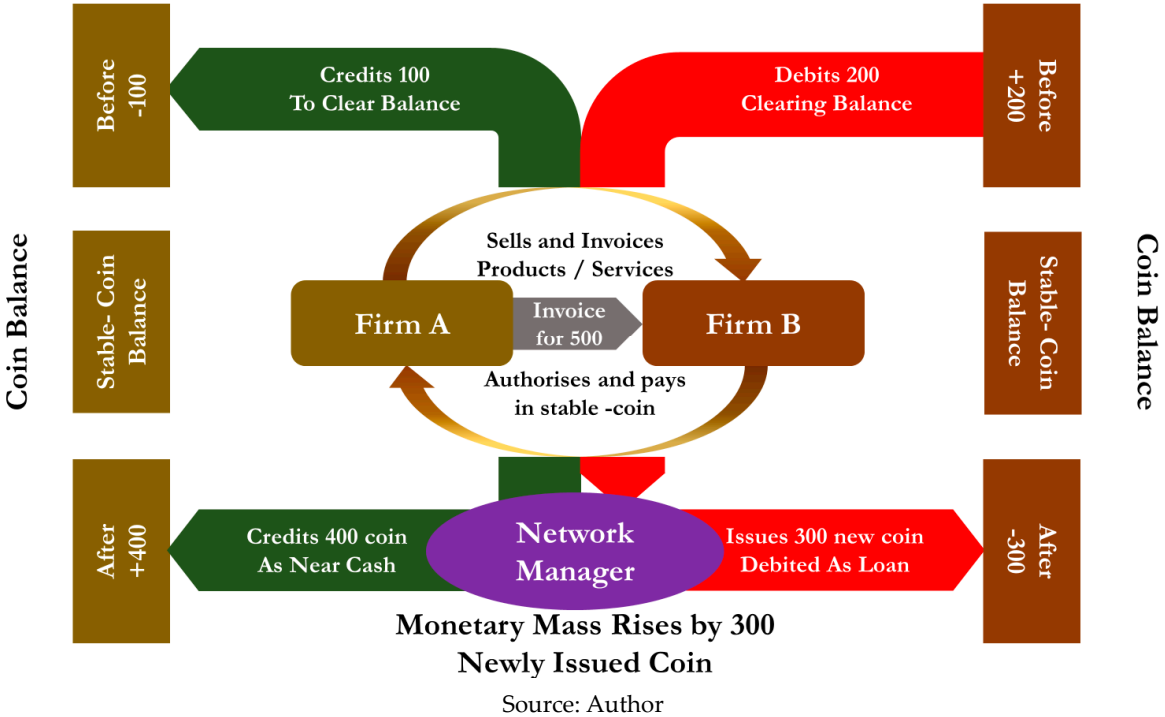 Before
-100
Credits 100
To Clear Balance
Debits 200
Clearing Balance
Before
+200
Coin Balance
Stable- Coin
Balance
Sells and Invoices
Products / Services
Firm A
Invoice
for 500
Firm B
Authorises and pays
in stable -coin
Stable- Coin
Balance
Coin Balance
After
+400
Credits 400 coin
As Near Cash
Network
Manager
Issues 300 new coin
Debited As Loan
After
-300
Monetary Mass Rises by 300
Newly Issued Coin
Source: Author